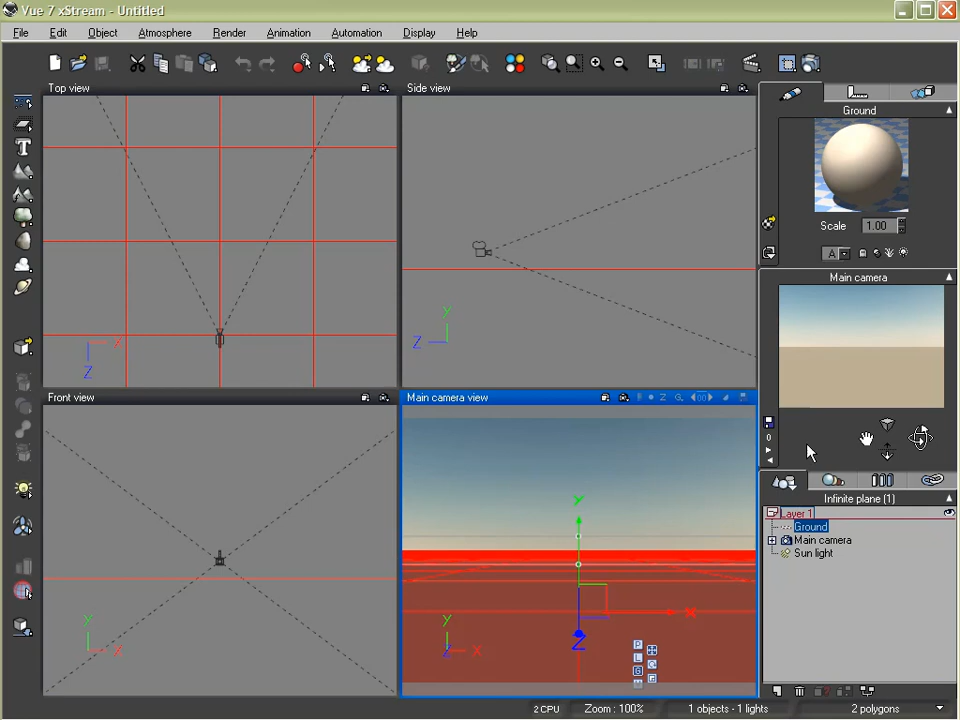 Vue 7 xStream - Untitled
File Edit Object Atmosphere Render Animation Automation Display Help
Top view
Side view
Ground
Scale 1.00
A
Main camera
X
Z
Y
Z
Front view
Main camera view
0
Infinite plane (1)
Layer 1
Ground
Main camera
Sun light
Y
X
Z
Y
X
Y
X
P
L
G
2 CPU
Zoom : 100%
1 objects - 1 lights
2 polygons